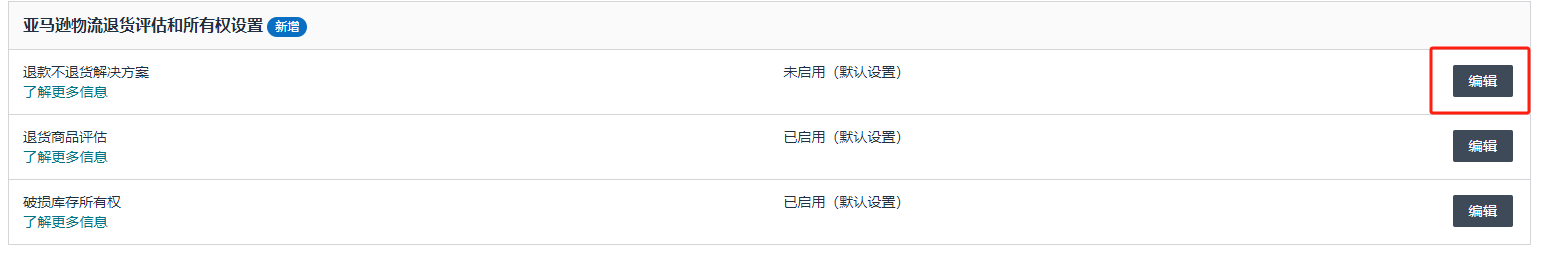 亚马逊物流退货评估和所有权设置 新增
退款不退货解决方案 未启用（默认设置） 编辑
了解更多信息
退货商品评估 已启用（默认设置） 编辑
了解更多信息
破损库存所有权 已启用（默认设置） 编辑
了解更多信息